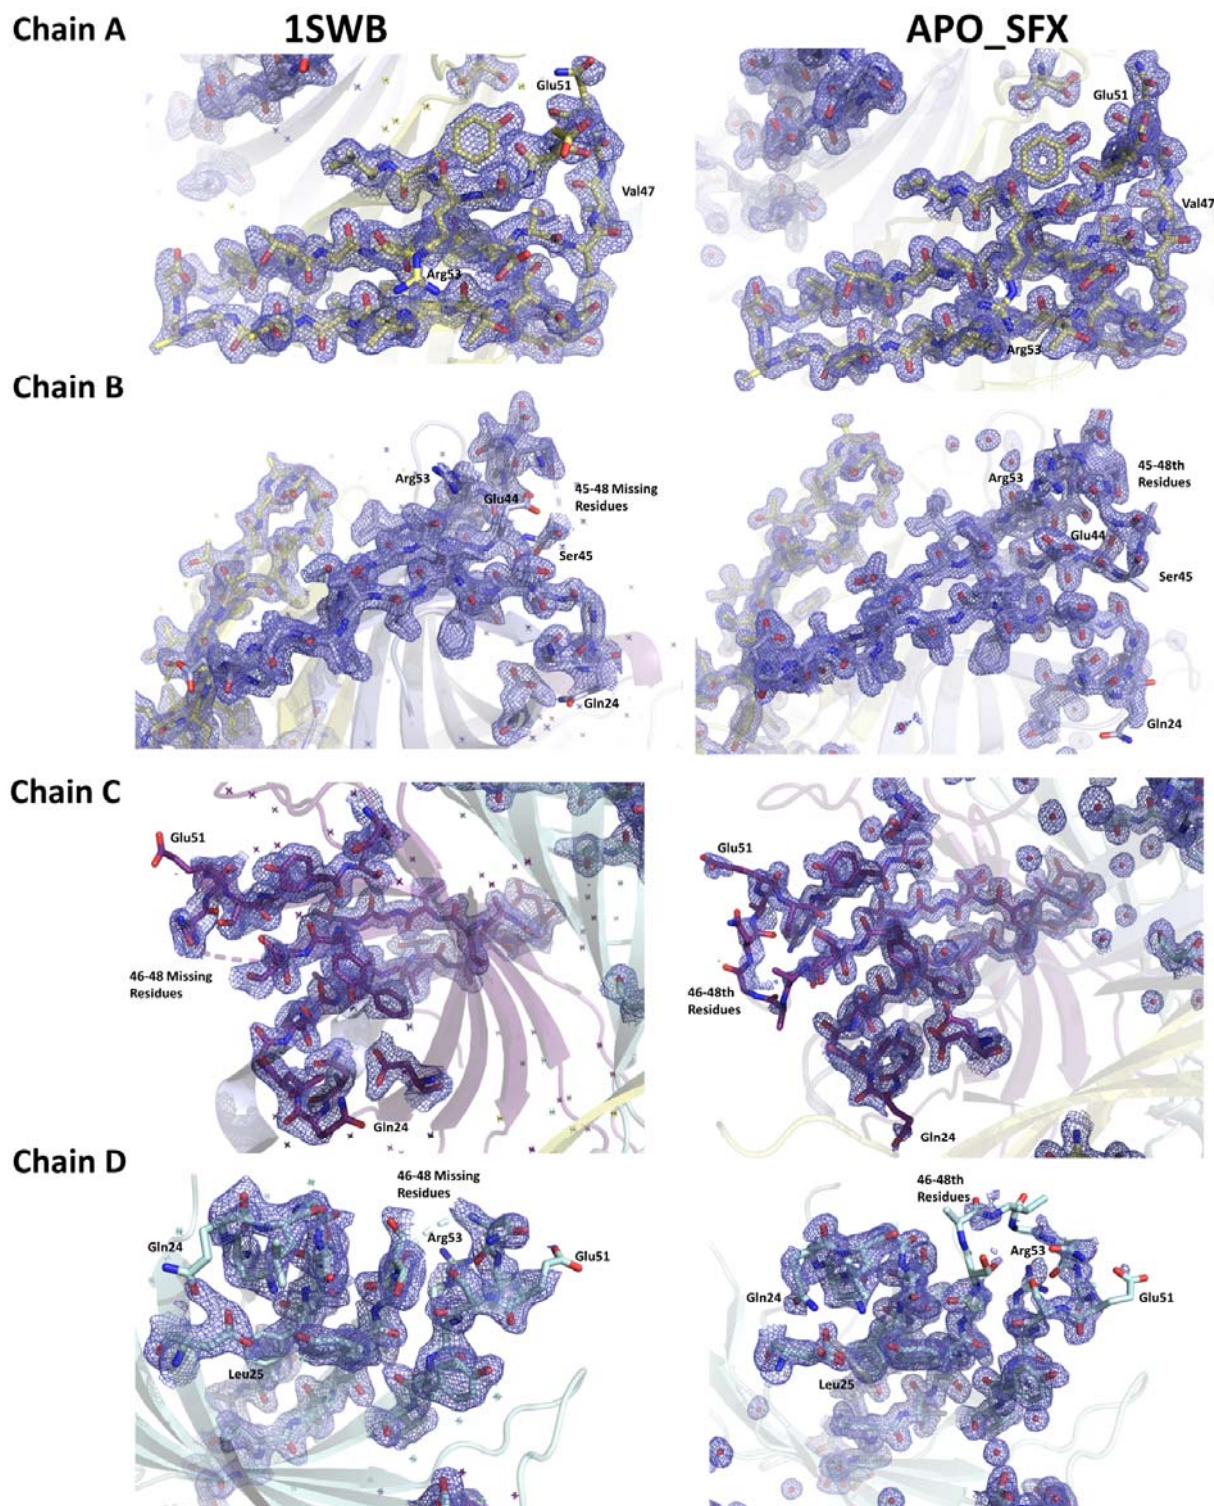 Chain A
1SWB
APO_SFX
Glu51
Val47
Arg53
Glu51
Val47
Arg53
Chain B
Arg53
Glu44
45-48 Missing
Residues
Ser45
Gln24
Arg53
45-48th
Residues
Glu44
Ser45
Gln24
Chain C
Glu51
46-48 Missing
Residues
Gln24
Glu51
46-48th
Residues
Gln24
Chain D
46-48 Missing
Residues
Gln24
Arg53
Glu51
Leu25
46-48th
Residues
Arg53
Gln24
Glu51
Leu25